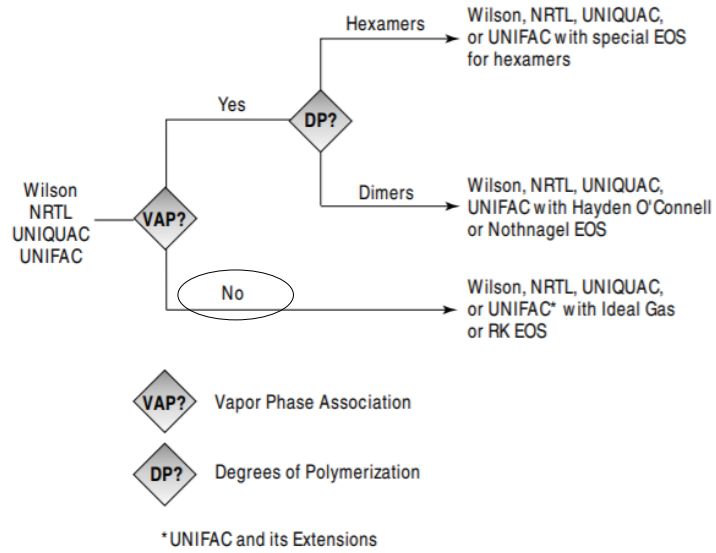 Hexamers
Wilson, NRTL, UNIQUAC,
or UNIFAC with special EOS
for hexamers
Yes
DP?
Wilson
NRTL
UNIQUAC
UNIFAC
VAP?
Dimers
Wilson, NRTL, UNIQUAC,
UNIFAC with Hayden O'Connell
or Nothnagel EOS
No
Wilson, NRTL, UNIQUAC,
or UNIFAC* with Ideal Gas
or RK EOS
VAP? Vapor Phase Association
DP? Degrees of Polymerization
*UNIFAC and its Extensions